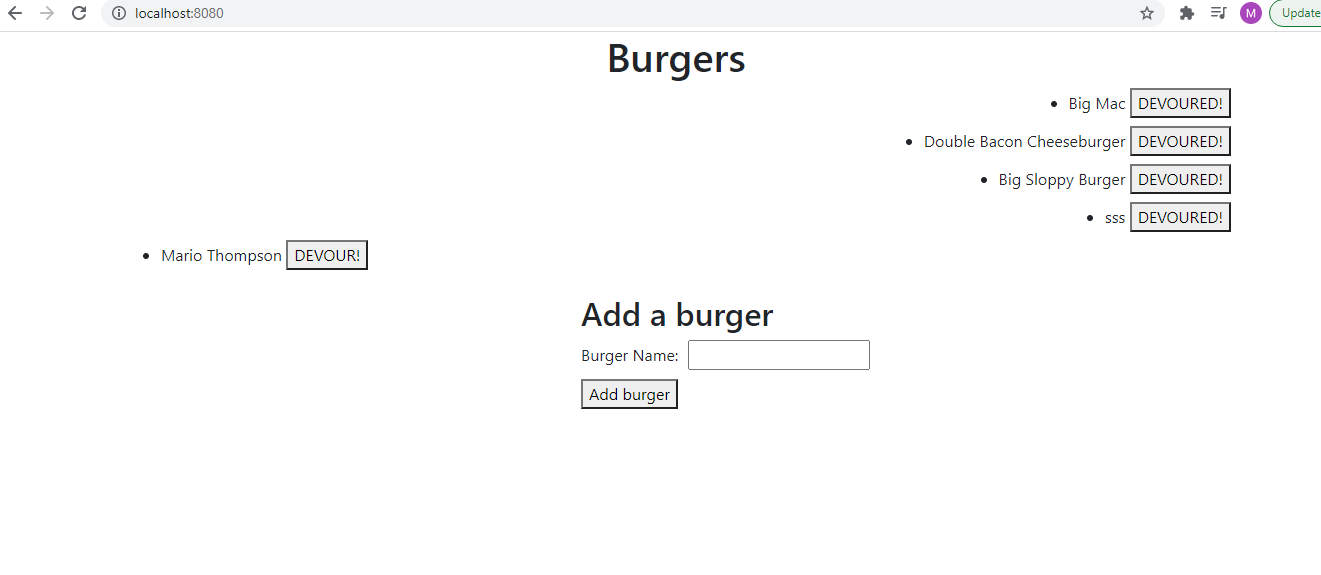 localhost:8080
M
Update
Burgers
Big Mac DEVOURED!
Double Bacon Cheeseburger DEVOURED!
Big Sloppy Burger DEVOURED!
sss DEVOURED!
Mario Thompson DEVOUR!
Add a burger
Burger Name:
Add burger